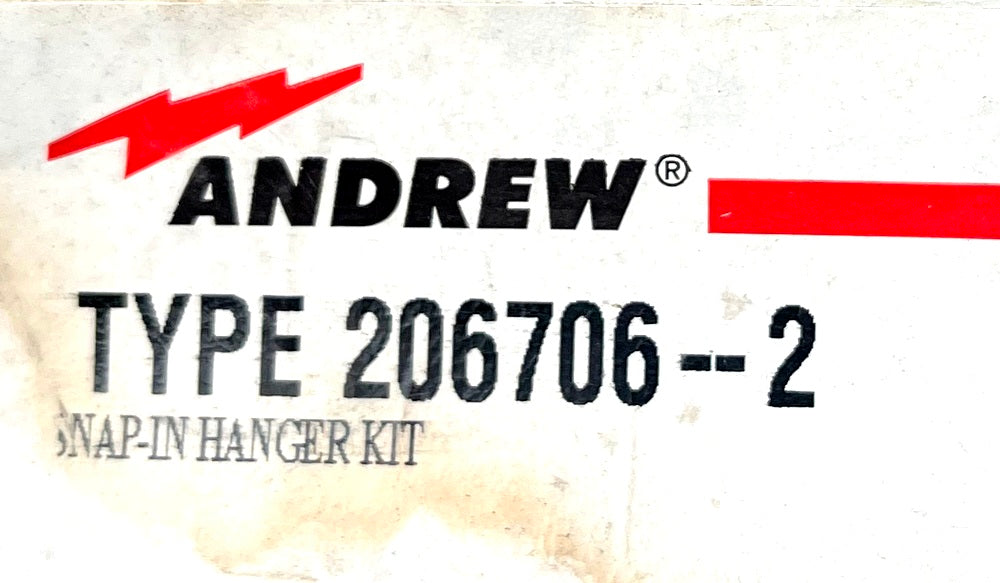 ANDREW®
TYPE 206706-2
SNAP-IN HANGER KIT